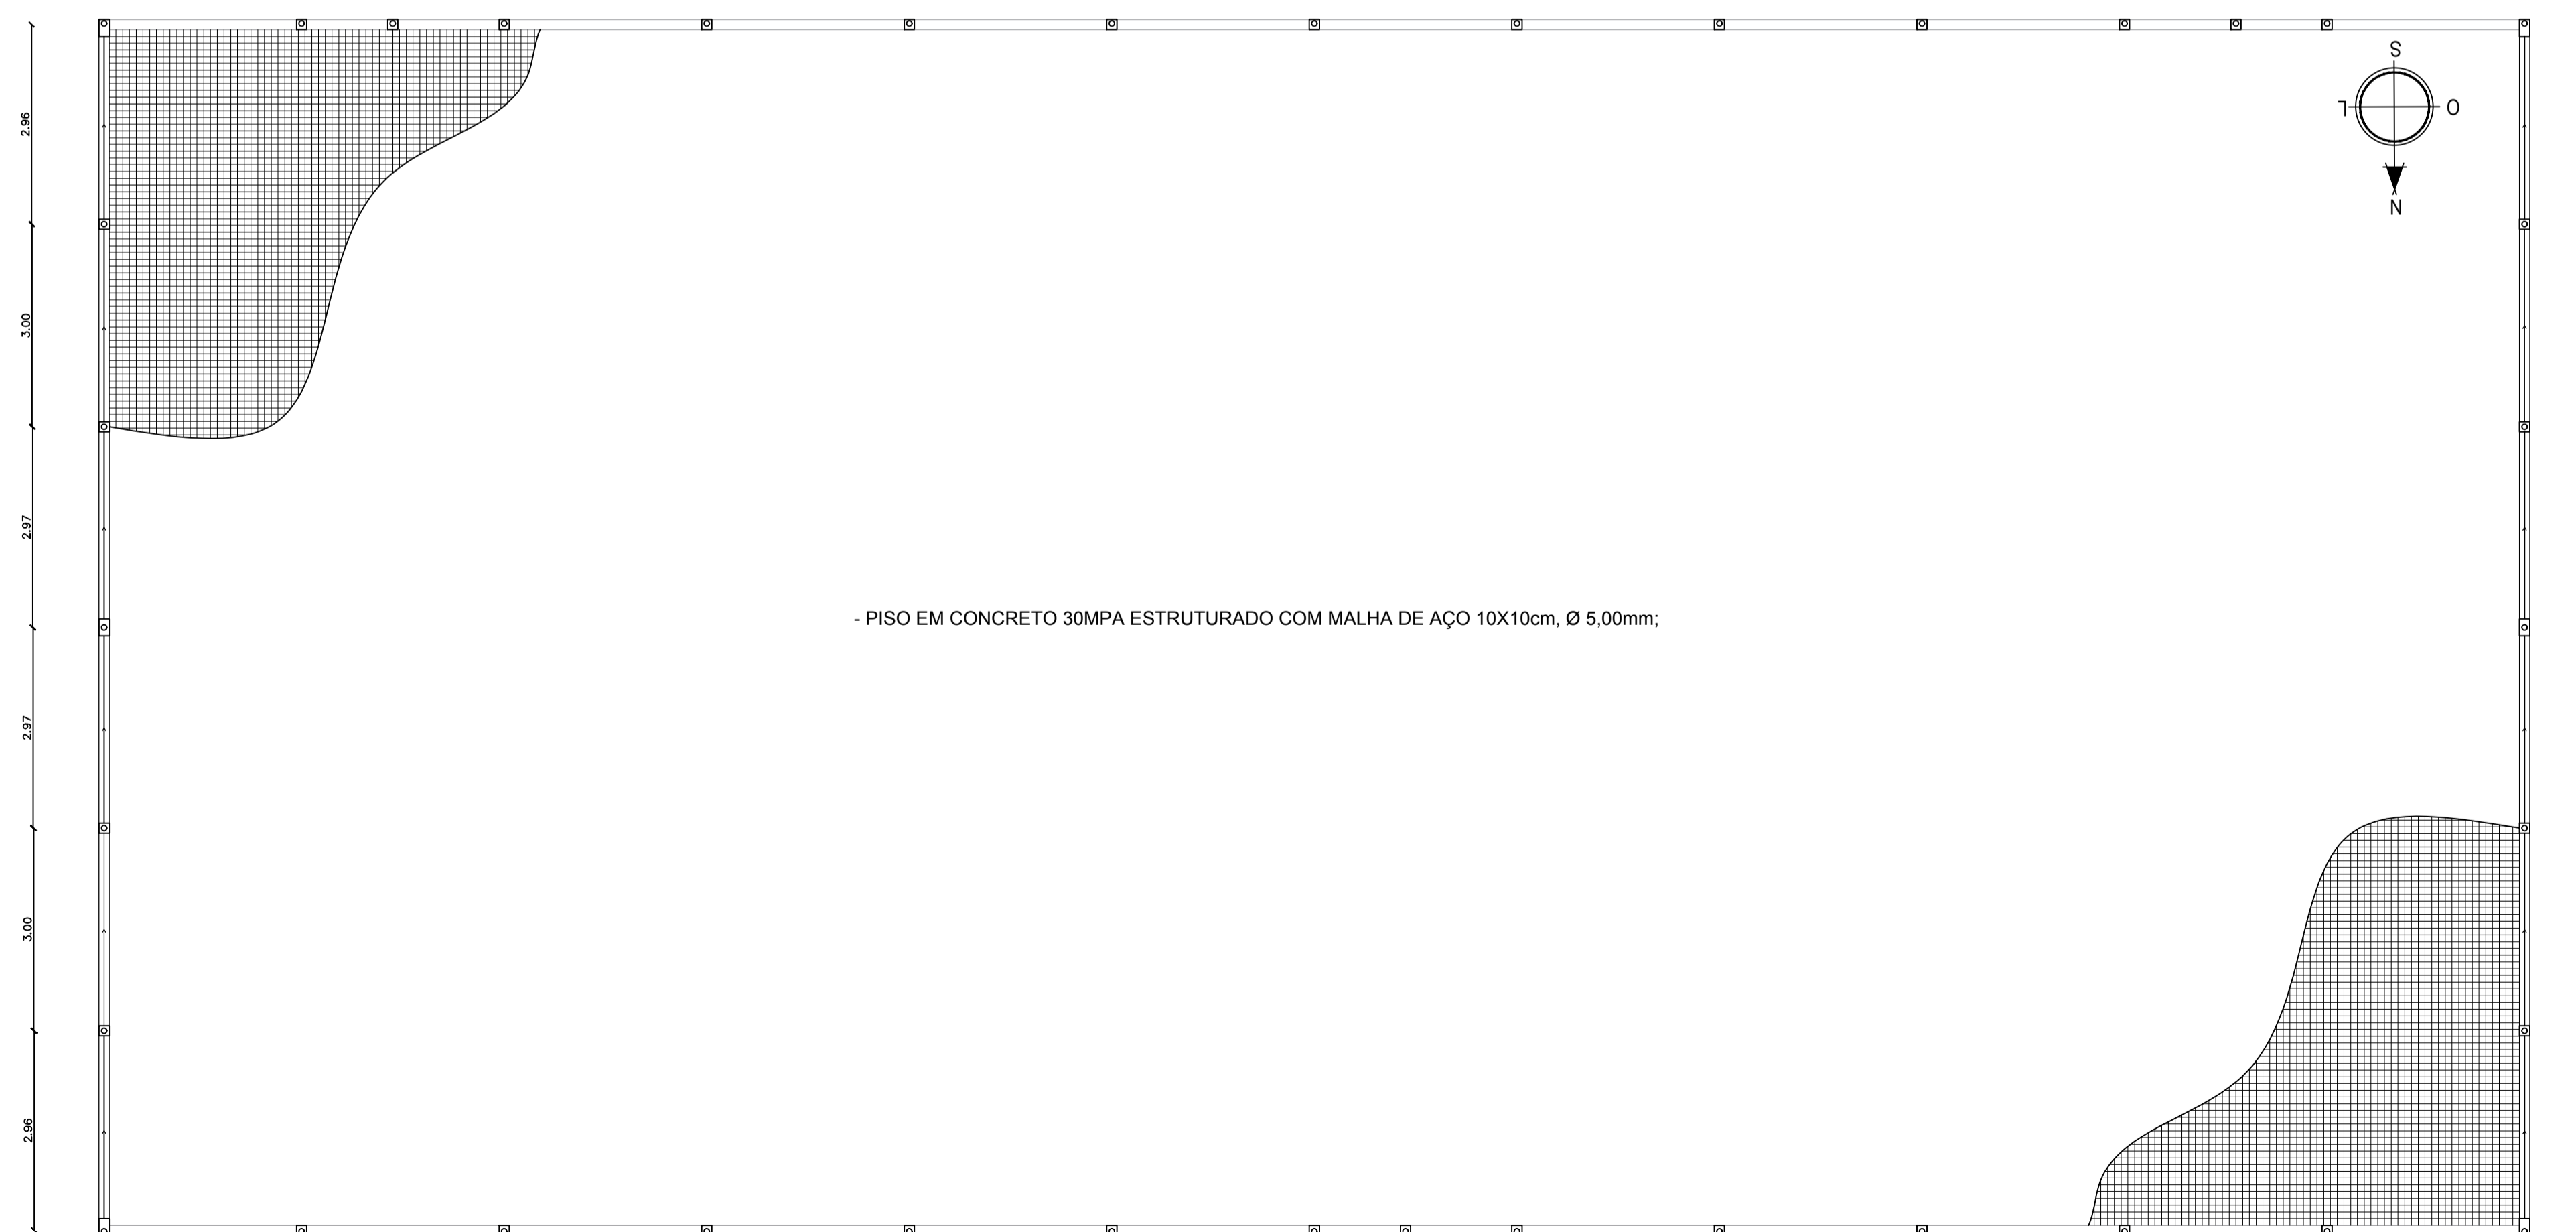 S
L
O
N
2.96
3.00
2.97
- PISO EM CONCRETO 30MPA ESTRUTURADO COM MALHA DE AÇO 10X10cm, Ø 5,00mm;
2.97
3.00
2.96